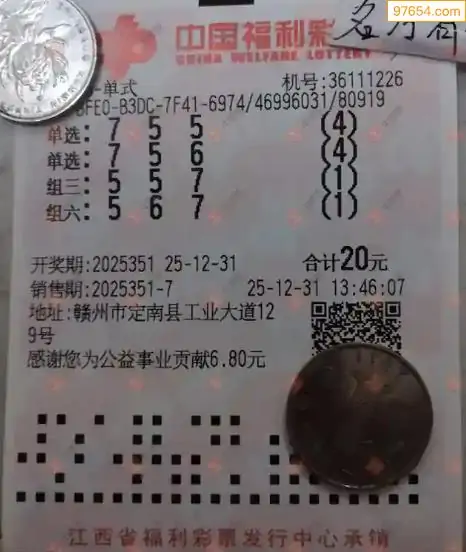 97654.com
中国福利彩
CHINA WELFARE LOTTERY
-单式 机号:36111226
6FE0-B3DC-7F41-6974/46996031/80919
单选: 7 5 5 (4)
单选: 7 5 6 (4)
组三: 5 5 7 (1)
组六: 5 6 7 (1)
开奖期:2025351 25-12-31 合计20元
销售期:2025351-7 25-12-31 13:46:07
地址:赣州市定南县工业大道12
9号
感谢您为公益事业贡献6.80元
江西省福利彩票发行中心承销